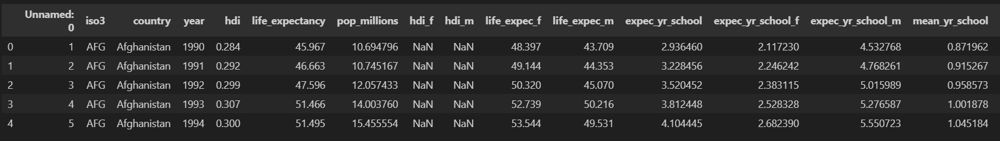 Unnamed: 0 iso3 country year hdi life_expectancy pop_millions hdi_f hdi_m life_expec_f life_expec_m expec_yr_school expec_yr_school_f expec_yr_school_m mean_yr_school
0 1 AFG Afghanistan 1990 0.284 45.967 10.694796 NaN NaN 48.397 43.709 2.936460 2.117230 4.532768 0.871962
1 2 AFG Afghanistan 1991 0.292 46.663 10.745167 NaN NaN 49.144 44.353 3.228456 2.246242 4.768261 0.915267
2 3 AFG Afghanistan 1992 0.299 47.596 12.057433 NaN NaN 50.320 45.070 3.520452 2.383115 5.015989 0.958573
3 4 AFG Afghanistan 1993 0.307 51.466 14.003760 NaN NaN 52.739 50.216 3.812448 2.528328 5.276587 1.001878
4 5 AFG Afghanistan 1994 0.300 51.495 15.455554 NaN NaN 53.544 49.531 4.104445 2.682390 5.550723 1.045184